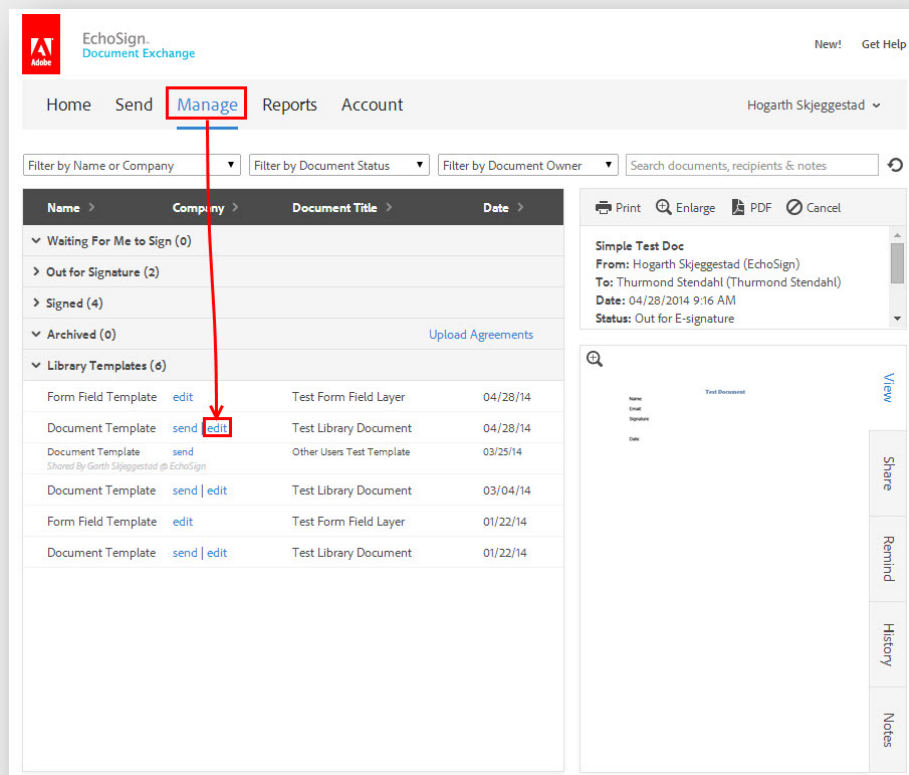 Adobe
EchoSign.
Document Exchange
New! Get Help
Home Send Manage Reports Account
Hogarth Skjeggestad
Filter by Name or Company
Filter by Document Status
Filter by Document Owner
Search documents, recipients & notes
Name Company Document Title Date
Waiting For Me to Sign (0)
Out for Signature (2)
Signed (4)
Archived (0) Upload Agreements
Library Templates (6)
Form Field Template edit Test Form Field Layer 04/28/14
Document Template send | edit Test Library Document 04/28/14
Document Template send Other Users Test Template 03/25/14
Shared By Garth Skjeggestad @ EchoSign
Document Template send | edit Test Library Document 03/04/14
Form Field Template edit Test Form Field Layer 01/22/14
Document Template send | edit Test Library Document 01/22/14
Print Enlarge PDF Cancel
Simple Test Doc
From: Hogarth Skjeggestad (EchoSign)
To: Thurmond Stendahl (Thurmond Stendahl)
Date: 04/28/2014 9:16 AM
Status: Out for E-signature
Test Document
Name
Email
Signature
Date
View
Share
Remind
History
Notes